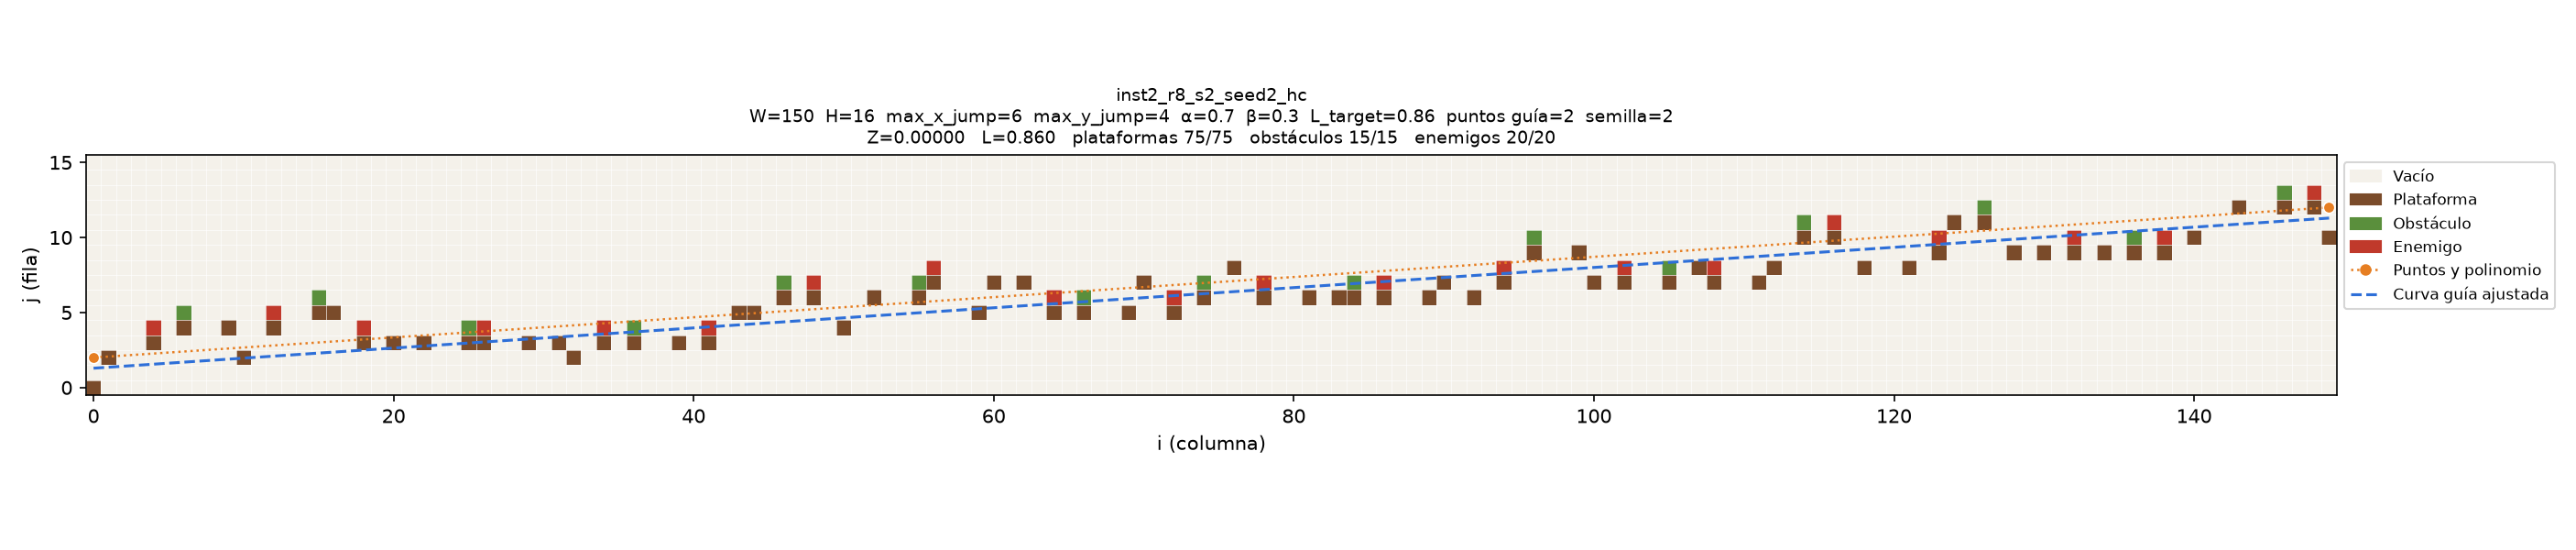 inst2_r8_s2_seed2_hc
W=150 H=16 max_x_jump=6 max_y_jump=4 α=0.7 β=0.3 L_target=0.86 puntos guía=2 semilla=2
Z=0.00000 L=0.860 plataformas 75/75 obstáculos 15/15 enemigos 20/20
15
10
5
0
j (fila)
0 20 40 60 80 100 120 140
i (columna)
Vacío
Plataforma
Obstáculo
Enemigo
Puntos y polinomio
Curva guía ajustada